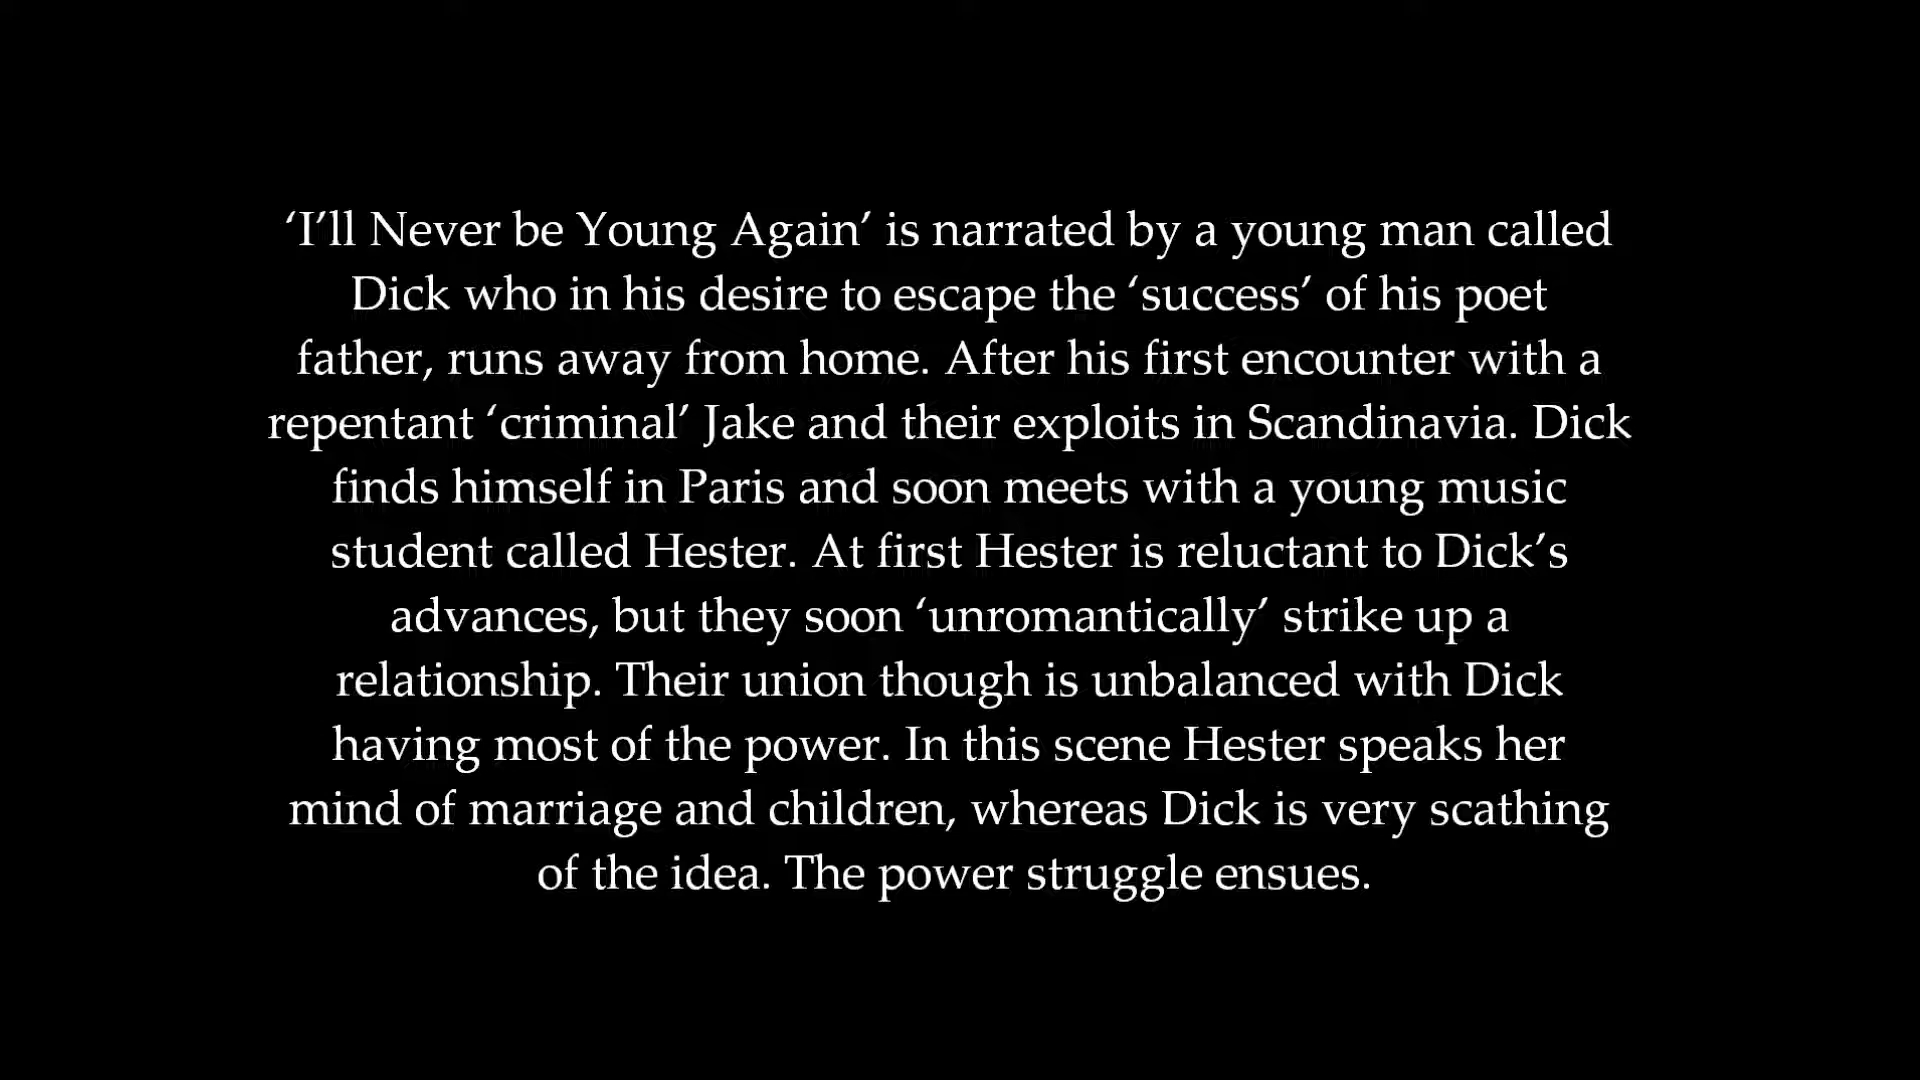 ‘I’ll Never be Young Again’ is narrated by a young man called
Dick who in his desire to escape the ‘success’ of his poet
father, runs away from home. After his first encounter with a
repentant ‘criminal’ Jake and their exploits in Scandinavia. Dick
finds himself in Paris and soon meets with a young music
student called Hester. At first Hester is reluctant to Dick’s
advances, but they soon ‘unromantically’ strike up a
relationship. Their union though is unbalanced with Dick
having most of the power. In this scene Hester speaks her
mind of marriage and children, whereas Dick is very scathing
of the idea. The power struggle ensues.